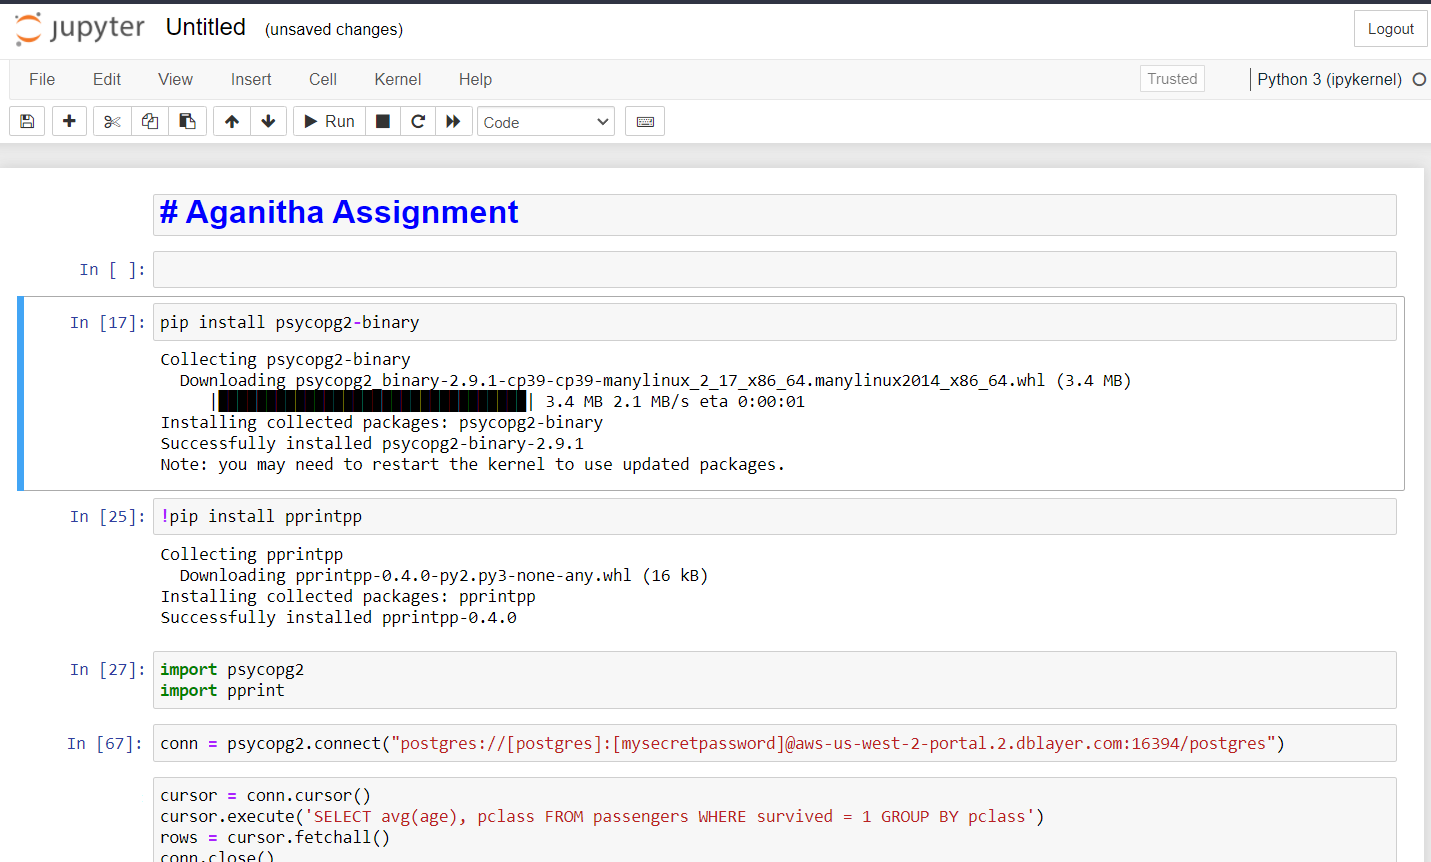 jupyter Untitled (unsaved changes) Logout
File Edit View Insert Cell Kernel Help Trusted Python 3 (ipykernel)
Run Code
# Aganitha Assignment
In [ ]:
In [17]: pip install psycopg2-binary
Collecting psycopg2-binary
Downloading psycopg2_binary-2.9.1-cp39-cp39-manylinux_2_17_x86_64.manylinux2014_x86_64.whl (3.4 MB)
| | 3.4 MB 2.1 MB/s eta 0:00:01
Installing collected packages: psycopg2-binary
Successfully installed psycopg2-binary-2.9.1
Note: you may need to restart the kernel to use updated packages.
In [25]: !pip install pprintpp
Collecting pprintpp
Downloading pprintpp-0.4.0-py2.py3-none-any.whl (16 kB)
Installing collected packages: pprintpp
Successfully installed pprintpp-0.4.0
In [27]: import psycopg2
import pprint
In [67]: conn = psycopg2.connect("postgres://[postgres]:[mysecretpassword]@aws-us-west-2-portal.2.dblayer.com:16394/postgres")
cursor = conn.cursor()
cursor.execute('SELECT avg(age), pclass FROM passengers WHERE survived = 1 GROUP BY pclass')
rows = cursor.fetchall()
conn.close()